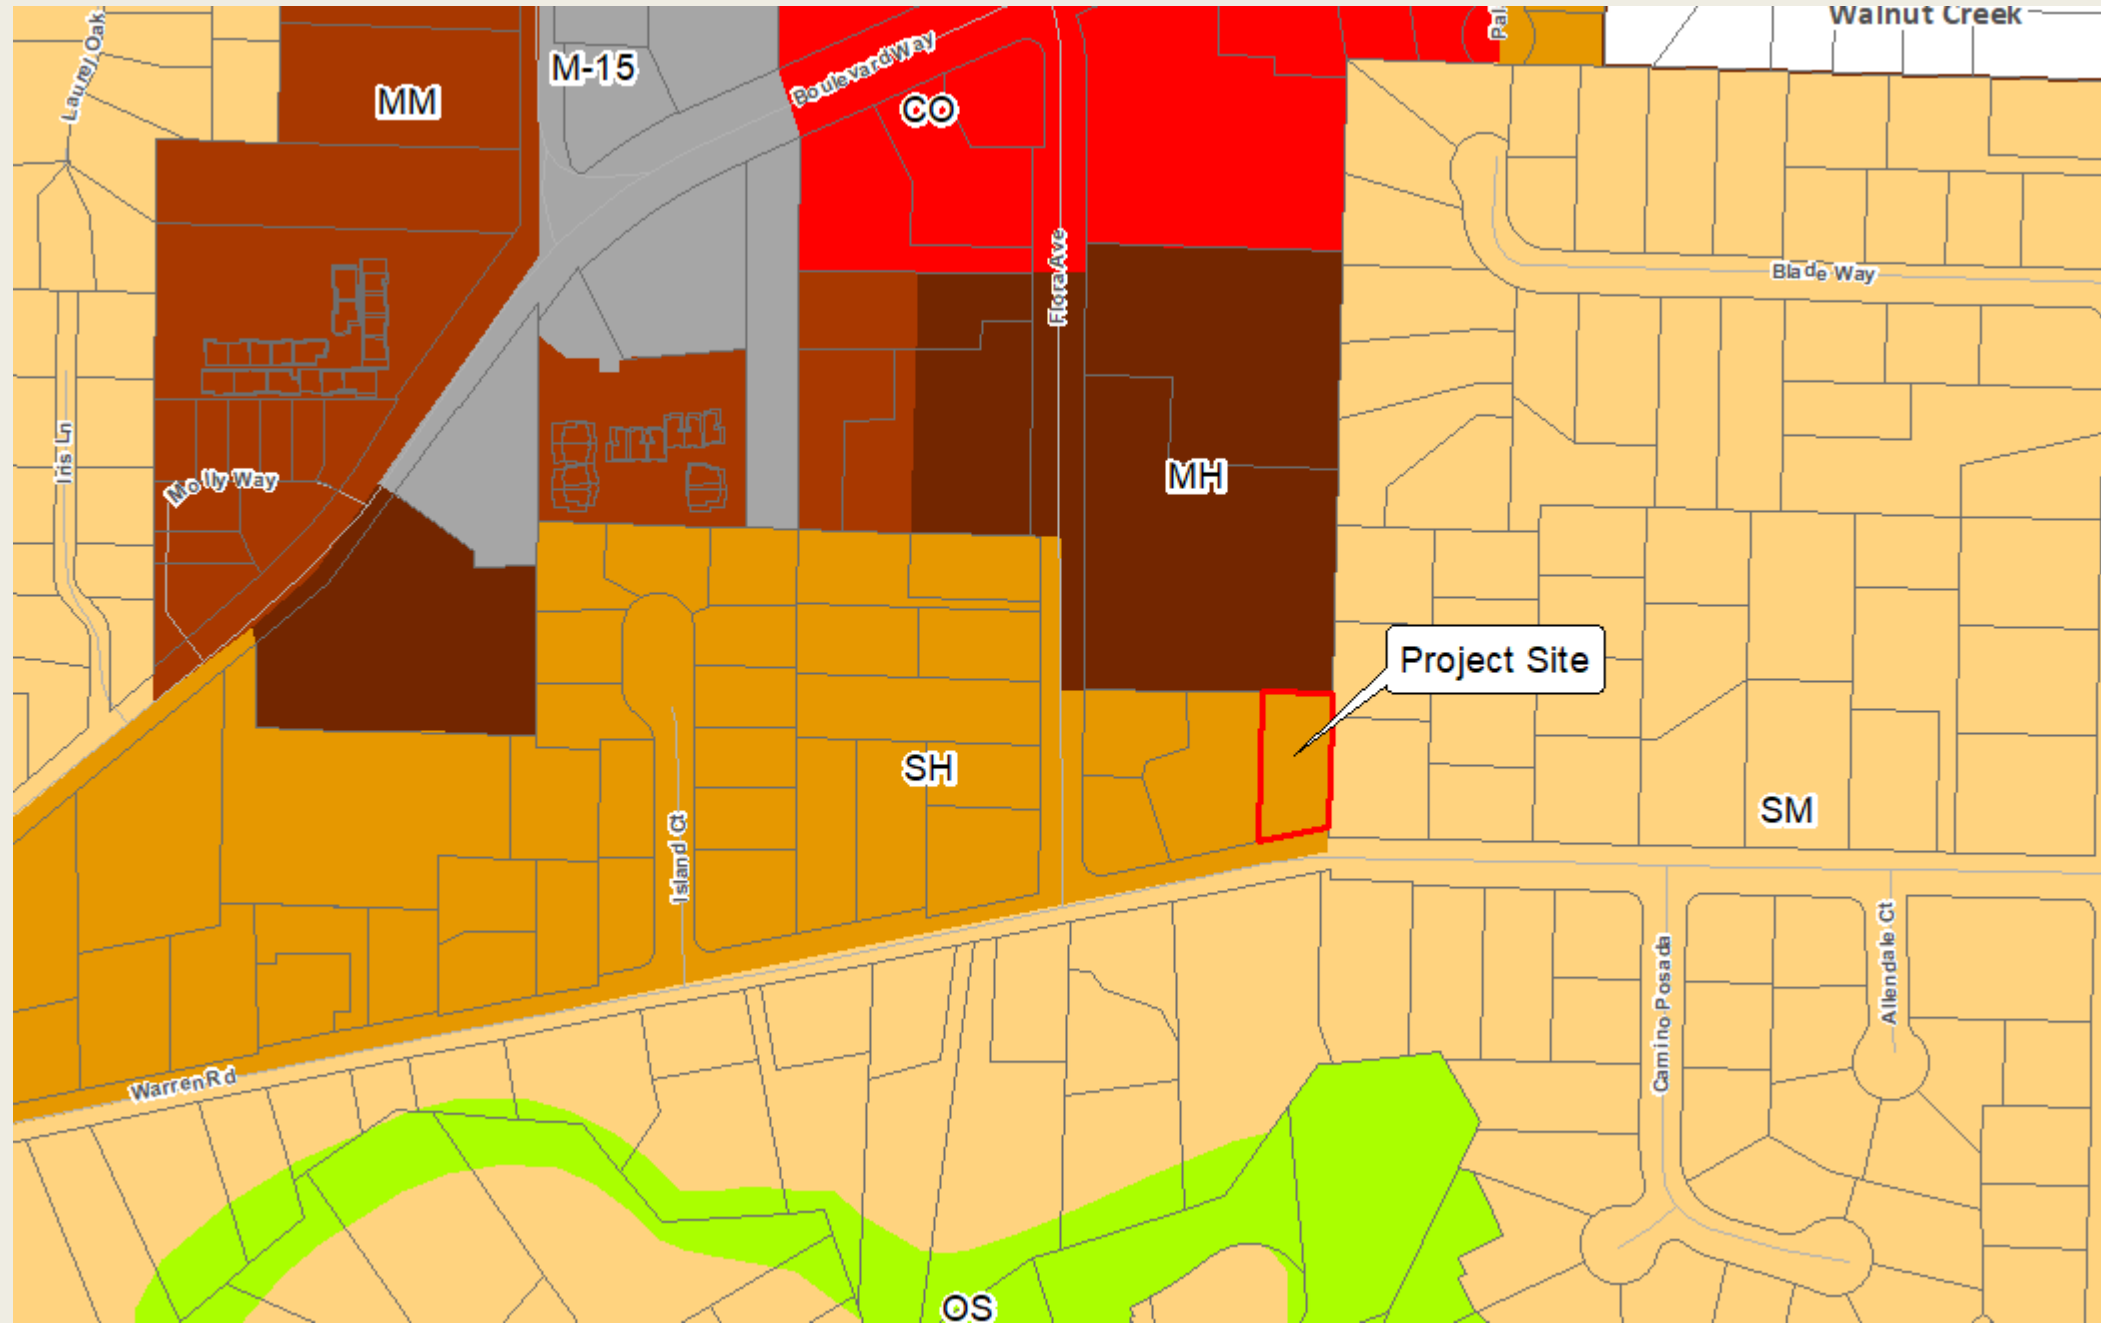 Laurel Oak
MM
M-15
Boulevard Way
CO
Pal
Walnut Creek
Flora Ave
Blade Way
Iris Ln
Molly Way
MH
Project Site
SH
SM
Island Ct
Warren Rd
Camino Posada
Allendale Ct
OS